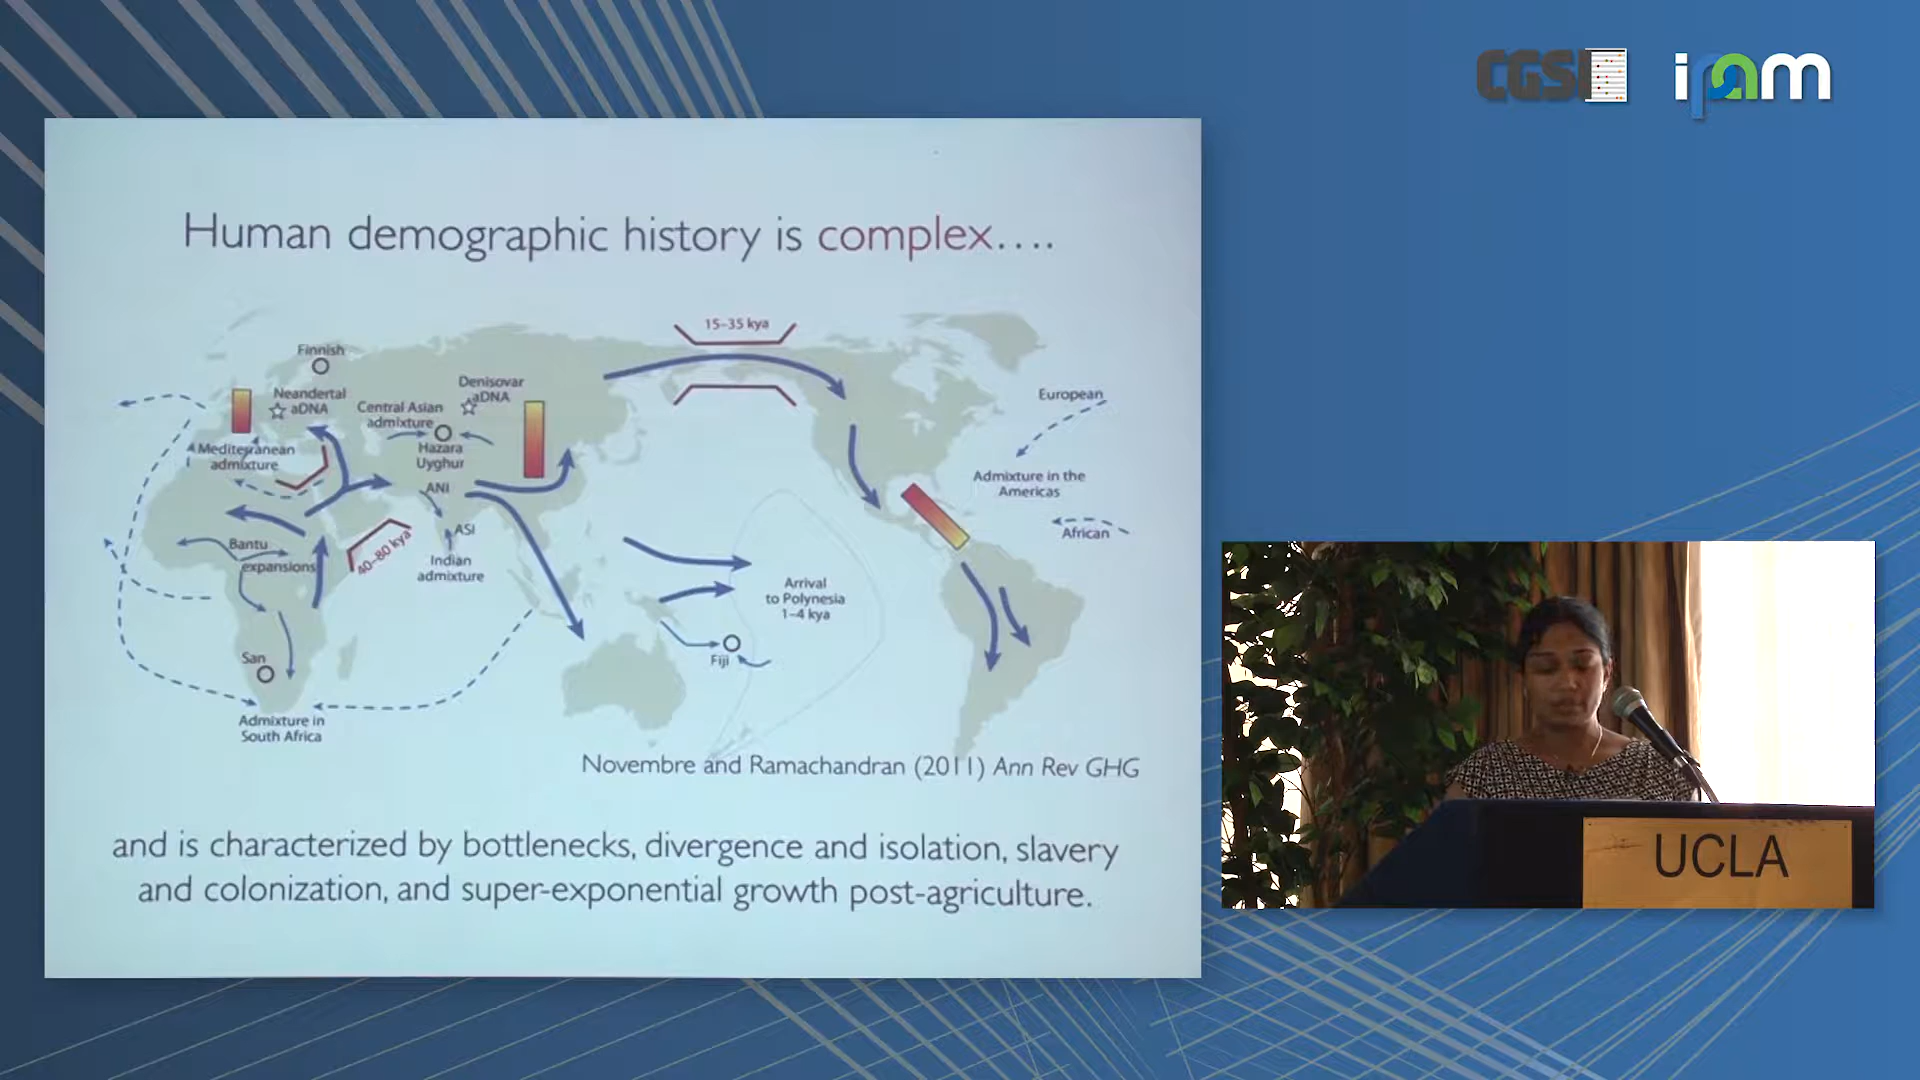 CGSI
ipam
Human demographic history is complex....
15–35 kya
Finnish
Neandertal
aDNA
Denisovar
aDNA
Central Asian
admixture
Hazara
Uyghur
Mediterranean
admixture
ANI
ASI
Indian
admixture
40–80 kya
Bantu
expansions
San
Admixture in
South Africa
European
Admixture in the
Americas
African
Arrival
to Polynesia
1–4 kya
Fiji
Novembre and Ramachandran (2011) Ann Rev GHG
and is characterized by bottlenecks, divergence and isolation, slavery
and colonization, and super-exponential growth post-agriculture.
UCLA